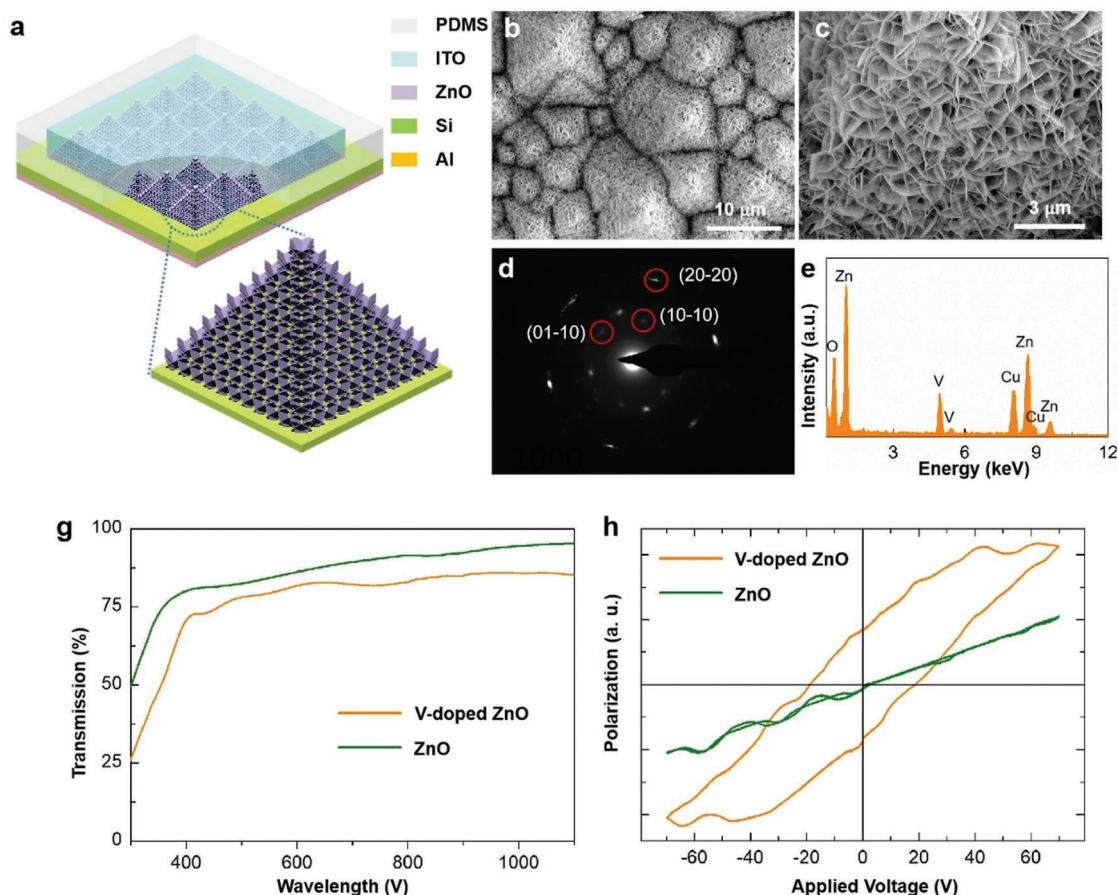 a
PDMS
ITO
ZnO
Si
Al
b
10 μm
c
3 μm
d
(20-20)
(01-10)
(10-10)
e
Intensity (a.u.)
O
Zn
V
V
Cu
Zn
Cu
Zn
3
6
9
12
Energy (keV)
g
Transmission (%)
100
75
50
25
0
V-doped ZnO
ZnO
400
600
800
1000
Wavelength (V)
h
Polarization (a. u.)
V-doped ZnO
ZnO
-60
-40
-20
0
20
40
60
Applied Voltage (V)